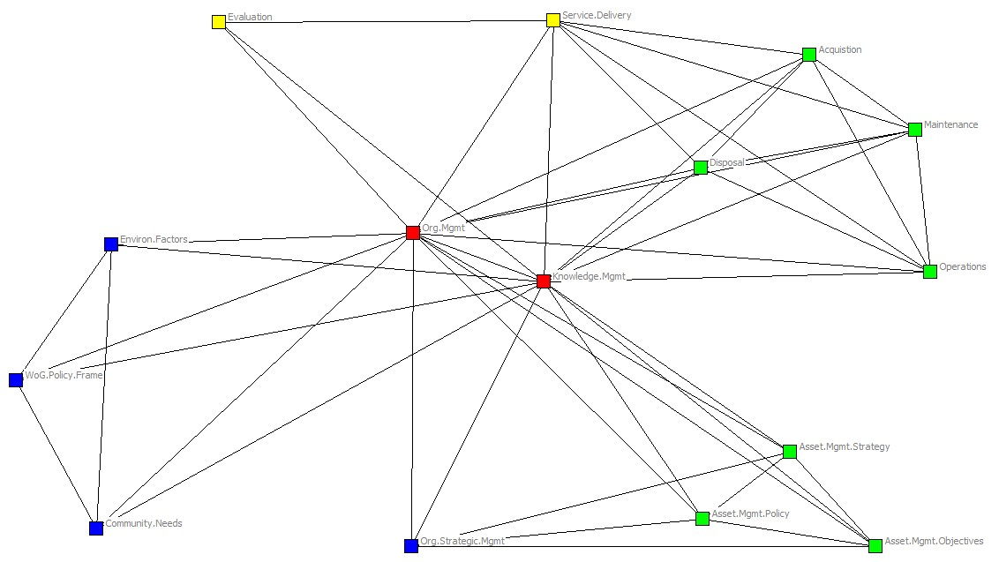 Evaluation
Service.Delivery
Acquistion
Maintenance
Disposal
Org.Mgmt
Environ.Factors
Operations
Knowledge.Mgmt
WoG.Policy.Frame
Asset.Mgmt.Strategy
Asset.Mgmt.Policy
Community.Needs
Org.Strategic.Mgmt
Asset.Mgmt.Objectives